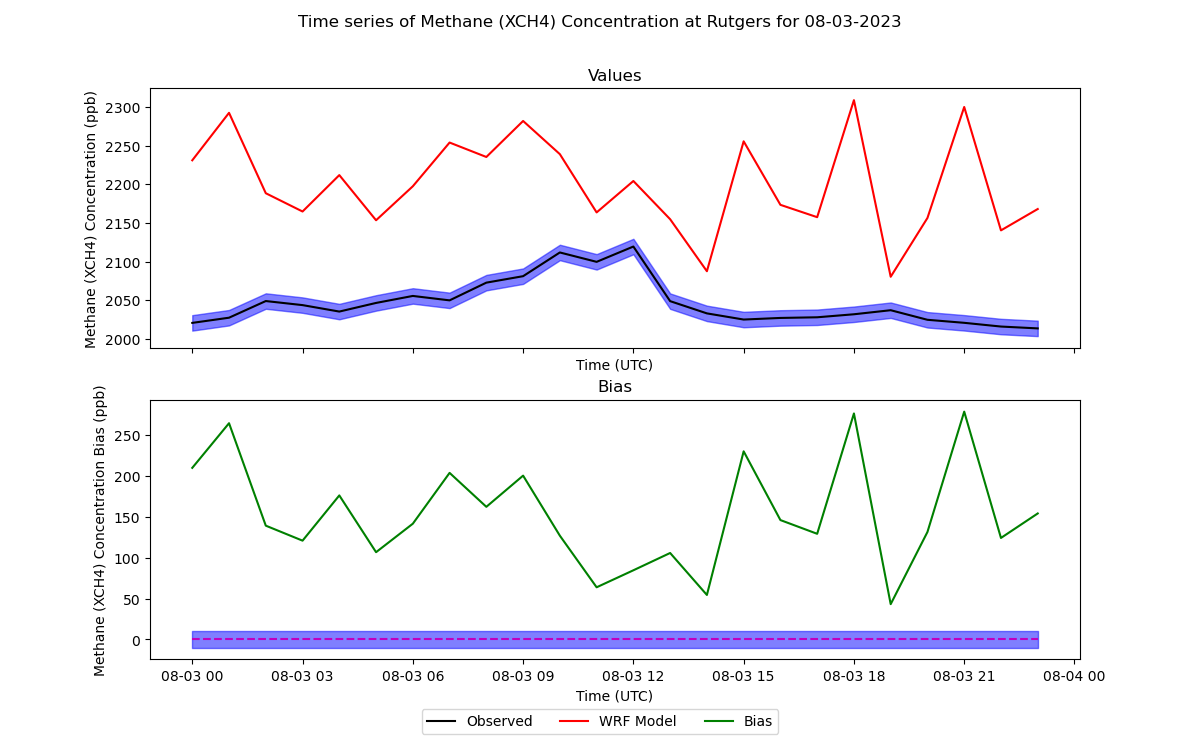 Time series of Methane (XCH4) Concentration at Rutgers for 08-03-2023
Values
Methane (XCH4) Concentration (ppb)
2300
2250
2200
2150
2100
2050
2000
Time (UTC)
Bias
Methane (XCH4) Concentration Bias (ppb)
250
200
150
100
50
0
08-03 00 08-03 03 08-03 06 08-03 09 08-03 12 08-03 15 08-03 18 08-03 21 08-04 00
Time (UTC)
Observed WRF Model Bias